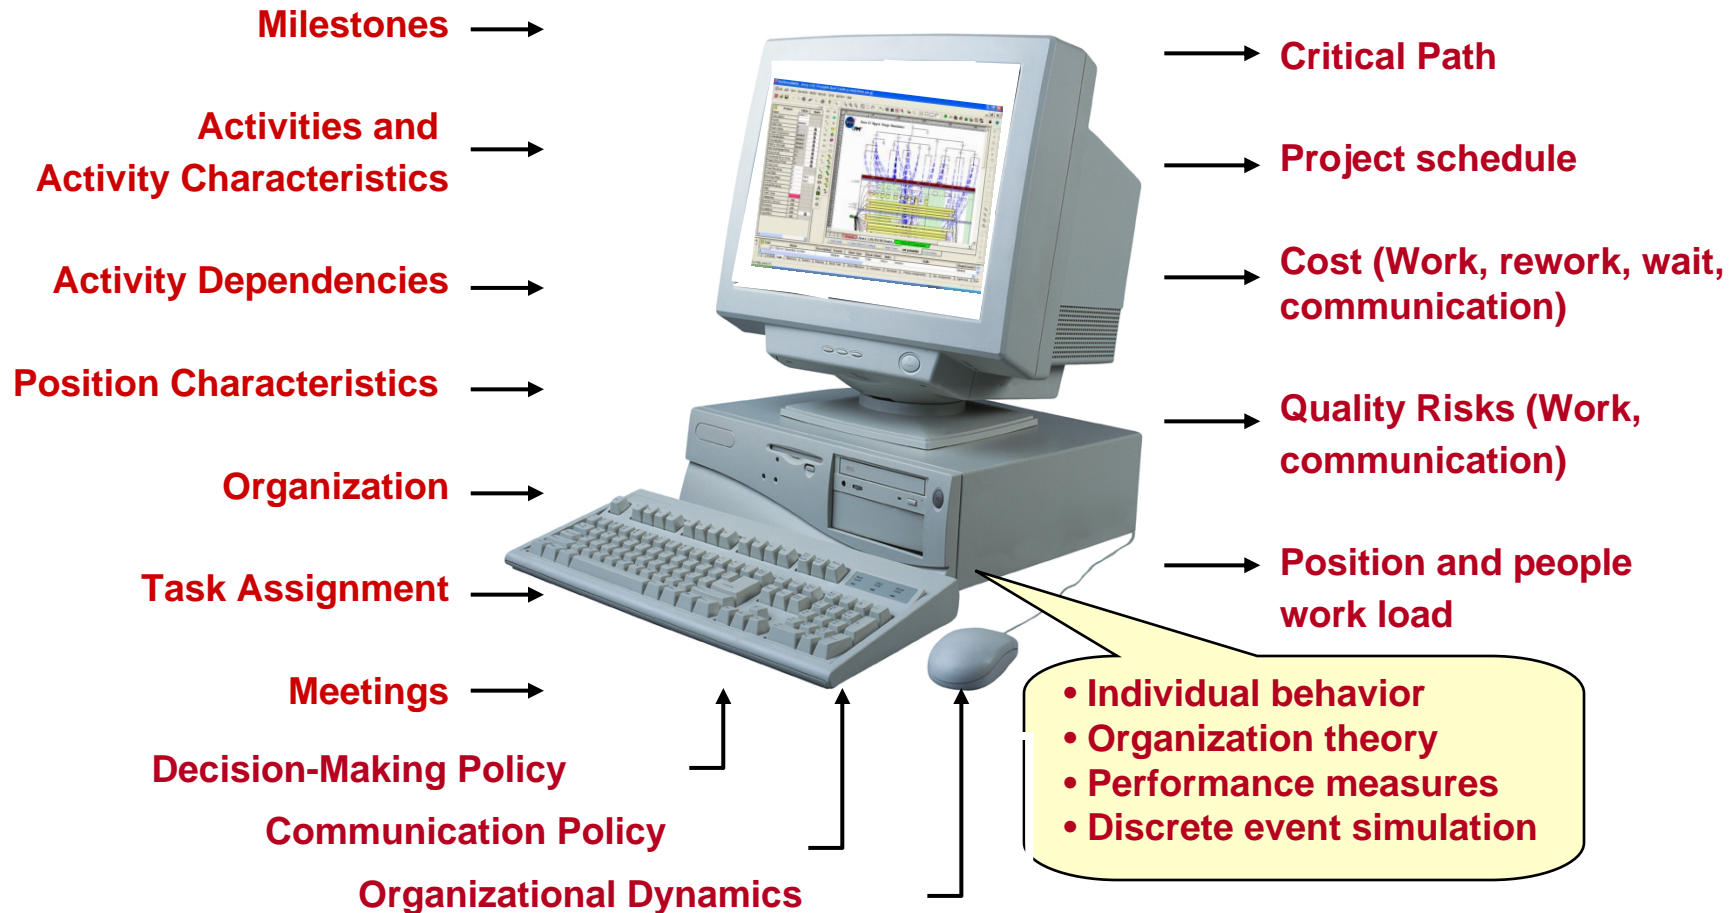 Milestones
Activities and
Activity Characteristics
Activity Dependencies
Position Characteristics
Organization
Task Assignment
Meetings
Decision-Making Policy
Communication Policy
Organizational Dynamics
Critical Path
Project schedule
Cost (Work, rework, wait,
communication)
Quality Risks (Work,
communication)
Position and people
work load
• Individual behavior
• Organization theory
• Performance measures
• Discrete event simulation